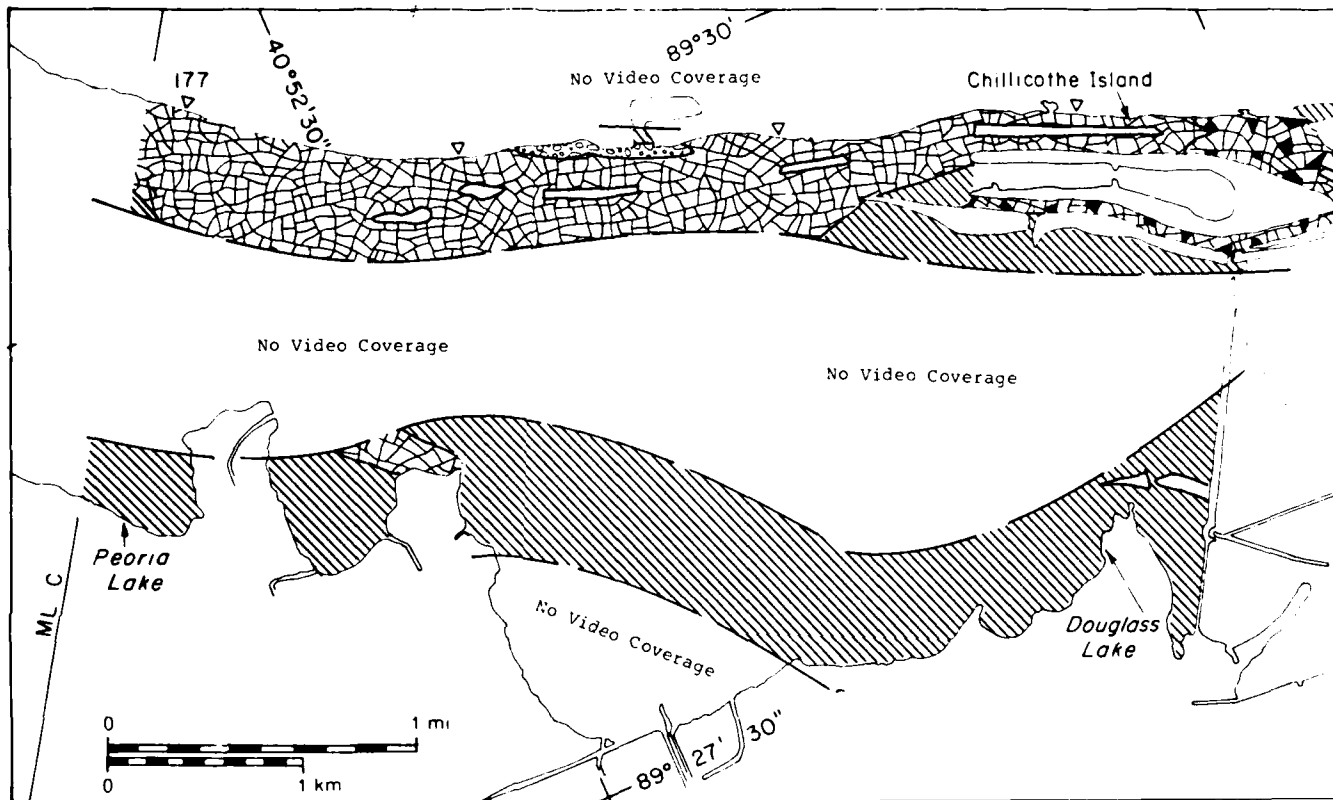 177
40°52'30"
89°30'
No Video Coverage
Chillicothe Island
No Video Coverage
No Video Coverage
Peoria
Lake
ML C
No Video Coverage
Douglass
Lake
0 1 mi
0 1 km
89° 27' 30"